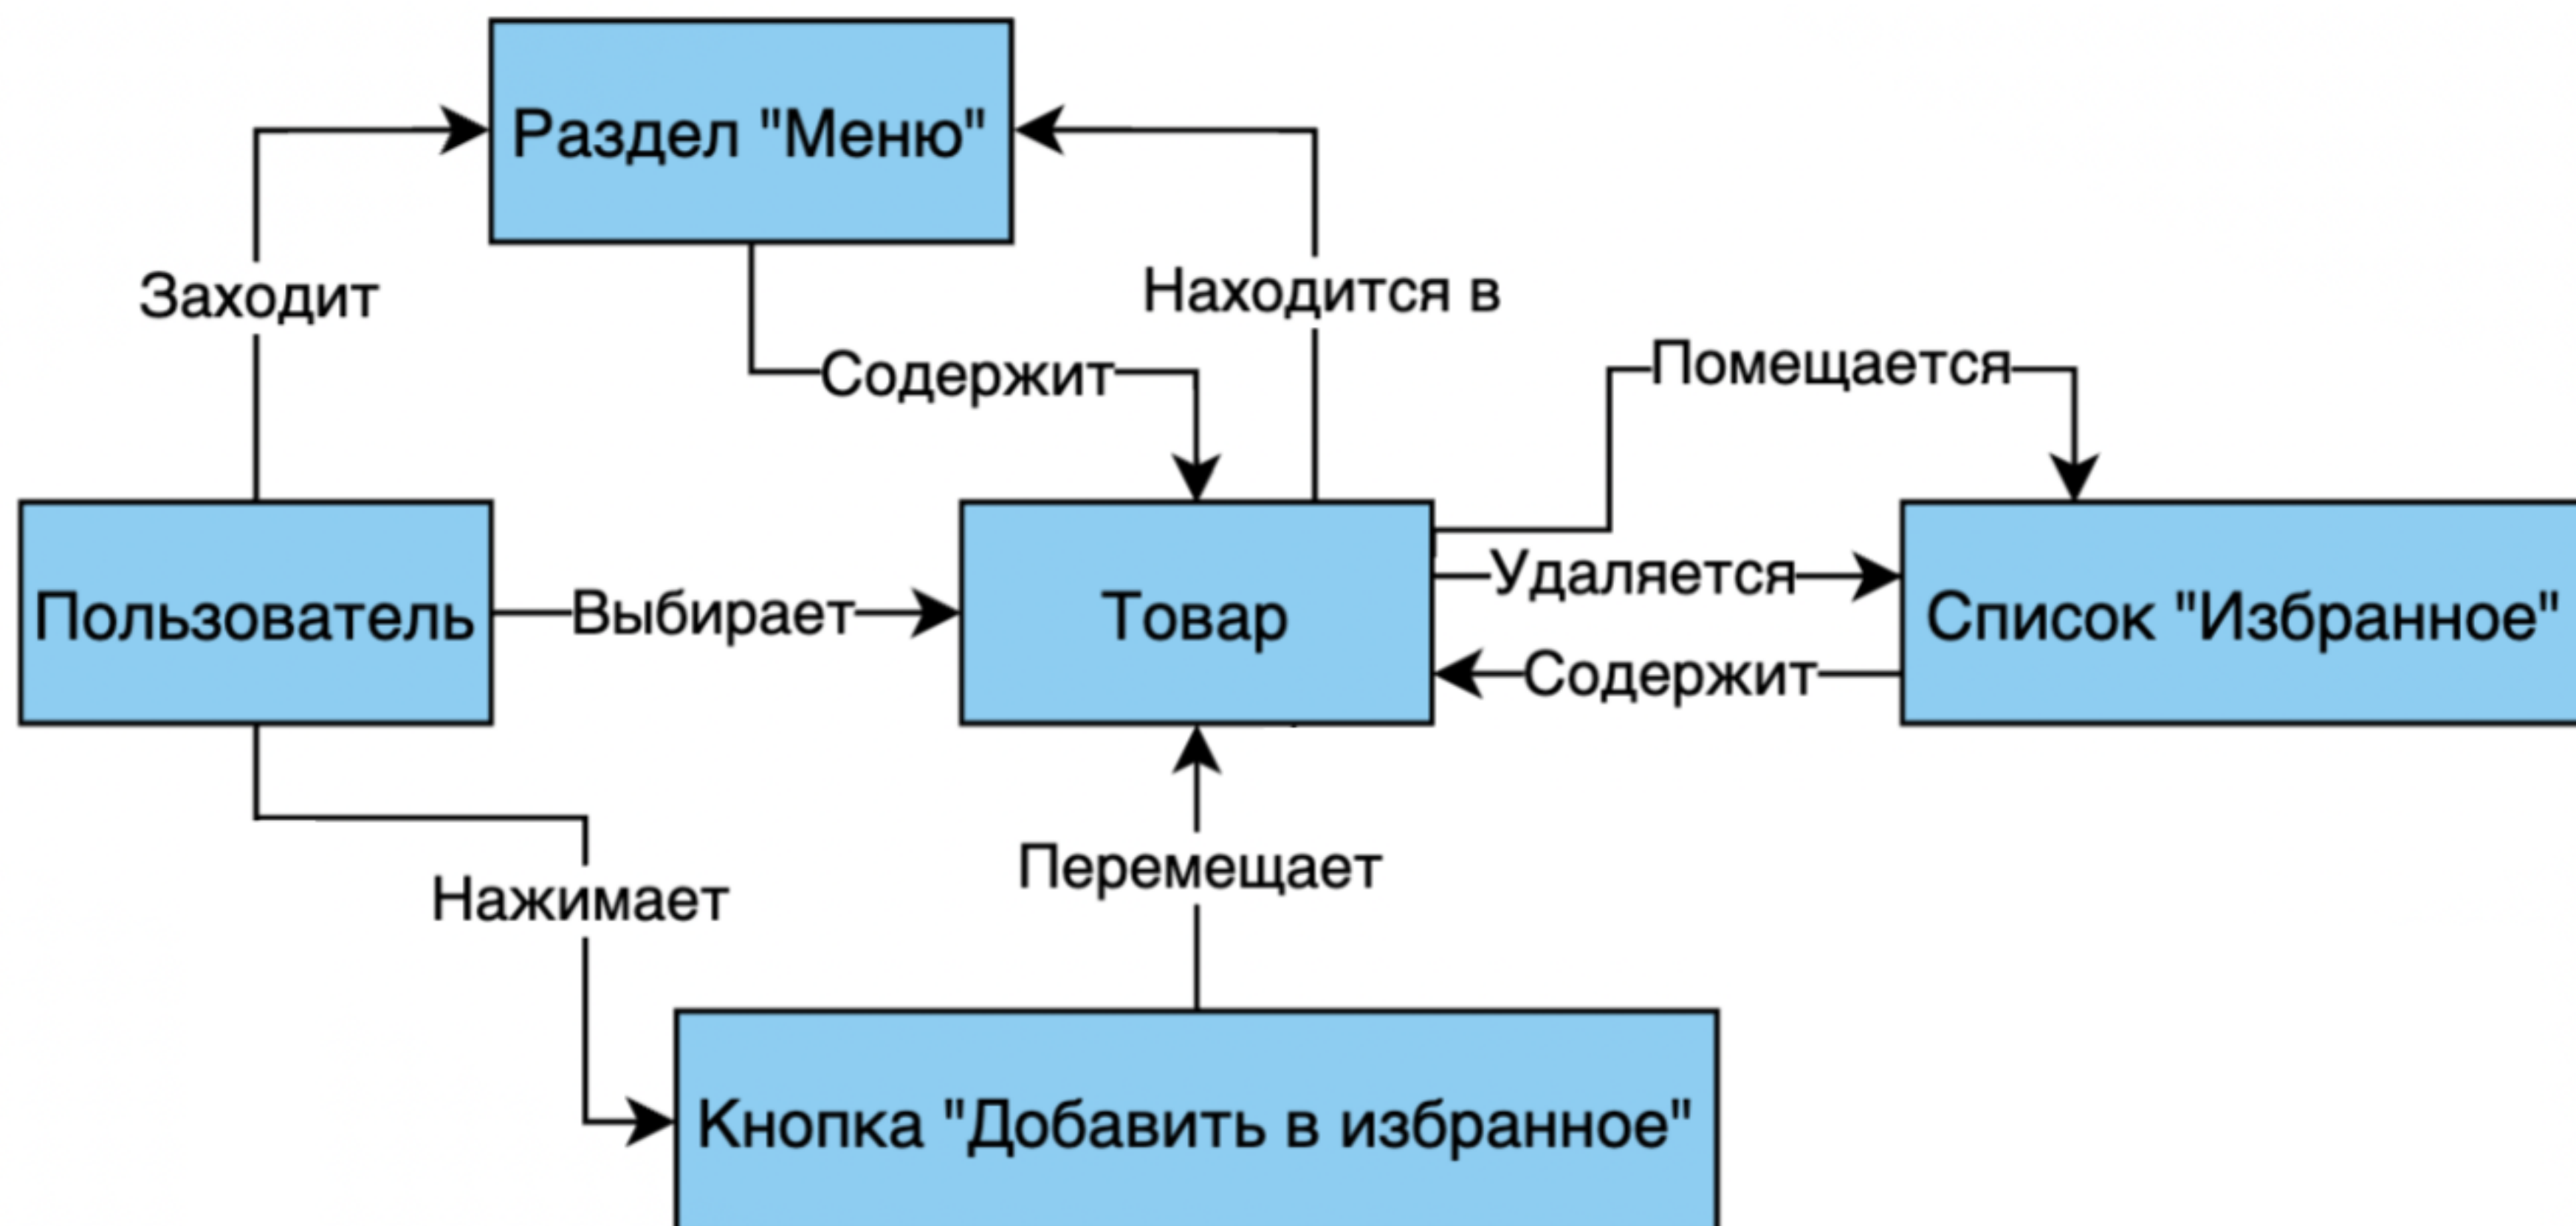 Раздел "Меню"
Заходит
Находится в
Содержит
Помещается
Пользователь
Выбирает
Товар
Удаляется
Содержит
Список "Избранное"
Нажимает
Перемещает
Кнопка "Добавить в избранное"